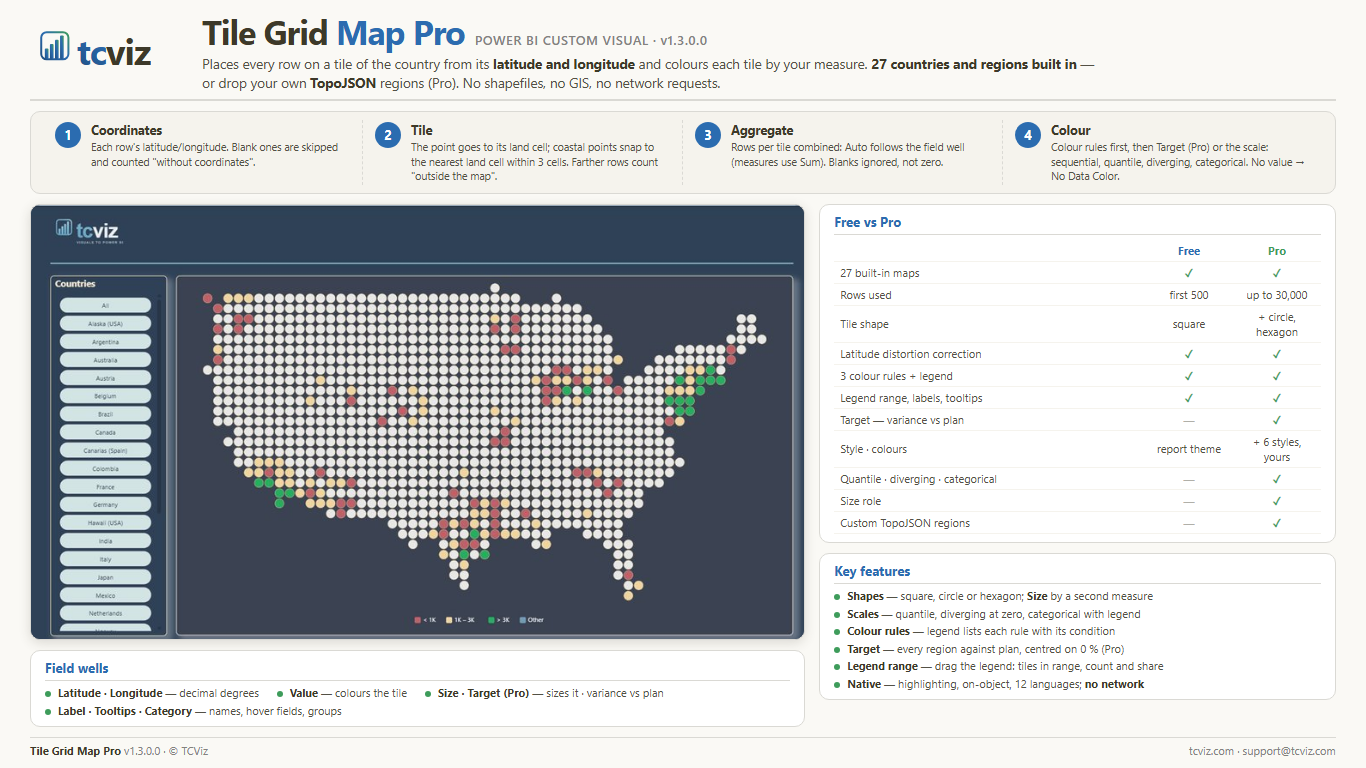 tcviz
Tile Grid Map Pro POWER BI CUSTOM VISUAL · v1.3.0.0
Places every row on a tile of the country from its latitude and longitude and colours each tile by your measure. 27 countries and regions built in —
or drop your own TopoJSON regions (Pro). No shapefiles, no GIS, no network requests.
1 Coordinates
Each row's latitude/longitude. Blank ones are skipped
and counted "without coordinates".
2 Tile
The point goes to its land cell; coastal points snap to
the nearest land cell within 3 cells. Farther rows count
"outside the map".
3 Aggregate
Rows per tile combined: Auto follows the field well
(measures use Sum). Blanks ignored, not zero.
4 Colour
Colour rules first, then Target (Pro) or the scale:
sequential, quantile, diverging, categorical. No value →
No Data Color.
tcviz
VISUALS TO POWER BI
Countries
All
Alaska (USA)
Argentina
Australia
Austria
Belgium
Brazil
Canada
Canarias (Spain)
Colombia
France
Germany
Hawaii (USA)
India
Italy
Japan
Mexico
Netherlands
< 1K 1K – 3K > 3K Other
Field wells
Latitude · Longitude — decimal degrees Value — colours the tile Size · Target (Pro) — sizes it · variance vs plan
Label · Tooltips · Category — names, hover fields, groups
Free vs Pro
Free Pro
27 built-in maps ✓ ✓
Rows used first 500 up to 30,000
Tile shape square + circle,
hexagon
Latitude distortion correction ✓ ✓
3 colour rules + legend ✓ ✓
Legend range, labels, tooltips ✓ ✓
Target — variance vs plan — ✓
Style · colours report theme + 6 styles,
yours
Quantile · diverging · categorical — ✓
Size role — ✓
Custom TopoJSON regions — ✓
Key features
Shapes — square, circle or hexagon; Size by a second measure
Scales — quantile, diverging at zero, categorical with legend
Colour rules — legend lists each rule with its condition
Target — every region against plan, centred on 0 % (Pro)
Legend range — drag the legend: tiles in range, count and share
Native — highlighting, on-object, 12 languages; no network
Tile Grid Map Pro v1.3.0.0 · © TCViz
tcviz.com · support@tcviz.com